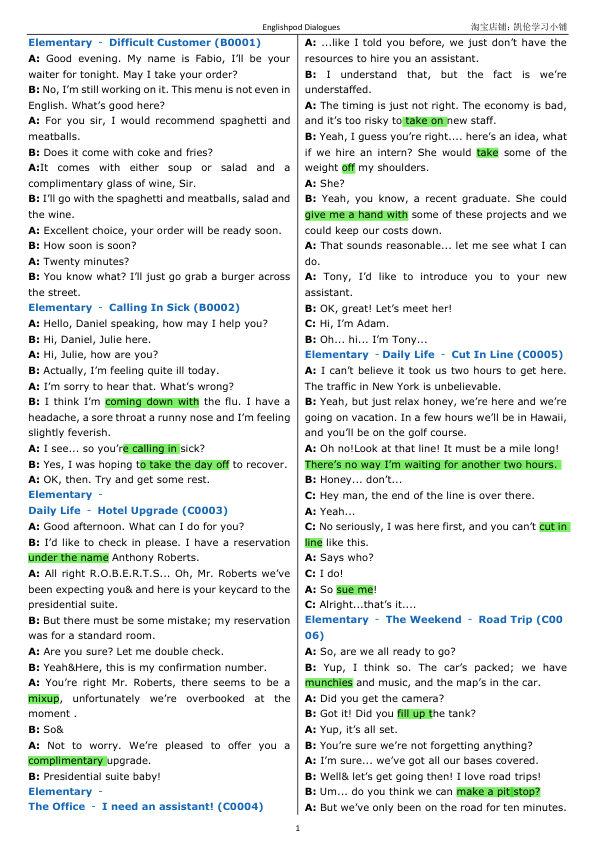 Englishpod Dialogues 淘宝店铺：凯伦学习小铺
Elementary ‐ Difficult Customer (B0001)
A: Good evening. My name is Fabio, I’ll be your
waiter for tonight. May I take your order?
B: No, I’m still working on it. This menu is not even in
English. What’s good here?
A: For you sir, I would recommend spaghetti and
meatballs.
B: Does it come with coke and fries?
A:It comes with either soup or salad and a
complimentary glass of wine, Sir.
B: I’ll go with the spaghetti and meatballs, salad and
the wine.
A: Excellent choice, your order will be ready soon.
B: How soon is soon?
A: Twenty minutes?
B: You know what? I’ll just go grab a burger across
the street.
Elementary ‐ Calling In Sick (B0002)
A: Hello, Daniel speaking, how may I help you?
B: Hi, Daniel, Julie here.
A: Hi, Julie, how are you?
B: Actually, I’m feeling quite ill today.
A: I’m sorry to hear that. What’s wrong?
B: I think I’m coming down with the flu. I have a
headache, a sore throat a runny nose and I’m feeling
slightly feverish.
A: I see... so you’re calling in sick?
B: Yes, I was hoping to take the day off to recover.
A: OK, then. Try and get some rest.
Elementary ‐
Daily Life ‐ Hotel Upgrade (C0003)
A: Good afternoon. What can I do for you?
B: I’d like to check in please. I have a reservation
under the name Anthony Roberts.
A: All right R.O.B.E.R.T.S... Oh, Mr. Roberts we’ve
been expecting you& and here is your keycard to the
presidential suite.
B: But there must be some mistake; my reservation
was for a standard room.
A: Are you sure? Let me double check.
B: Yeah&Here, this is my confirmation number.
A: You’re right Mr. Roberts, there seems to be a
mixup, unfortunately we’re overbooked at the
moment .
B: So&
A: Not to worry. We’re pleased to offer you a
complimentary upgrade.
B: Presidential suite baby!
Elementary ‐
The Office ‐ I need an assistant! (C0004)
A: ...like I told you before, we just don’t have the
resources to hire you an assistant.
B: I understand that, but the fact is we’re
understaffed.
A: The timing is just not right. The economy is bad,
and it’s too risky to take on new staff.
B: Yeah, I guess you’re right.... here’s an idea, what
if we hire an intern? She would take some of the
weight off my shoulders.
A: She?
B: Yeah, you know, a recent graduate. She could
give me a hand with some of these projects and we
could keep our costs down.
A: That sounds reasonable... let me see what I can
do.
A: Tony, I’d like to introduce you to your new
assistant.
B: OK, great! Let’s meet her!
C: Hi, I’m Adam.
B: Oh... hi... I’m Tony...
Elementary ‐Daily Life ‐ Cut In Line (C0005)
A: I can’t believe it took us two hours to get here.
The traffic in New York is unbelievable.
B: Yeah, but just relax honey, we’re here and we’re
going on vacation. In a few hours we’ll be in Hawaii,
and you’ll be on the golf course.
A: Oh no!Look at that line! It must be a mile long!
There’s no way I’m waiting for another two hours.
B: Honey... don’t...
C: Hey man, the end of the line is over there.
A: Yeah...
C: No seriously, I was here first, and you can’t cut in
line like this.
A: Says who?
C: I do!
A: So sue me!
C: Alright...that’s it....
Elementary ‐ The Weekend ‐ Road Trip (C00
06)
A: So, are we all ready to go?
B: Yup, I think so. The car’s packed; we have
munchies and music, and the map’s in the car.
A: Did you get the camera?
B: Got it! Did you fill up the tank?
A: Yup, it’s all set.
B: You’re sure we’re not forgetting anything?
A: I’m sure... we’ve got all our bases covered.
B: Well& let’s get going then! I love road trips!
B: Um... do you think we can make a pit stop?
A: But we’ve only been on the road for ten minutes.
1